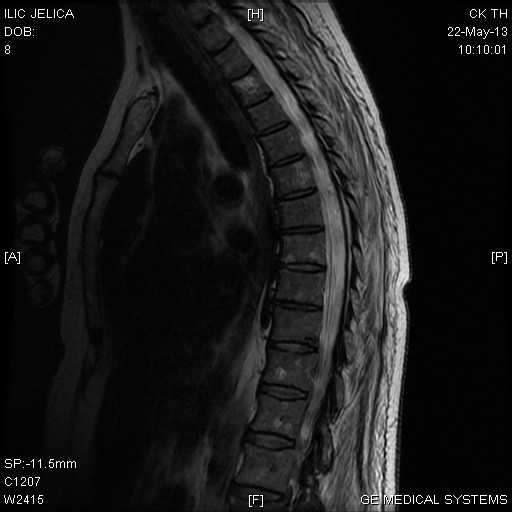 ILIC JELICA
DOB:
8
[H]
CK TH
22-May-13
10:10:01
[A]
[P]
SP:-11.5mm
C1207
W2415
[F]
GE MEDICAL SYSTEMS